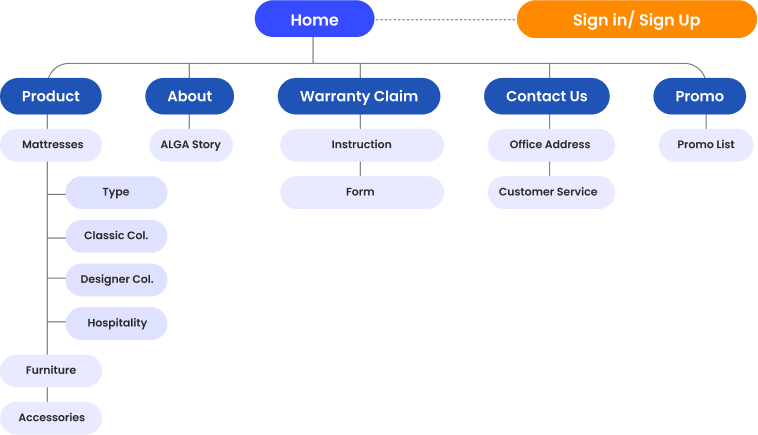 Home
Sign in/ Sign Up
Product
About
Warranty Claim
Contact Us
Promo
Mattresses
ALGA Story
Instruction
Office Address
Promo List
Type
Form
Customer Service
Classic Col.
Designer Col.
Hospitality
Furniture
Accessories